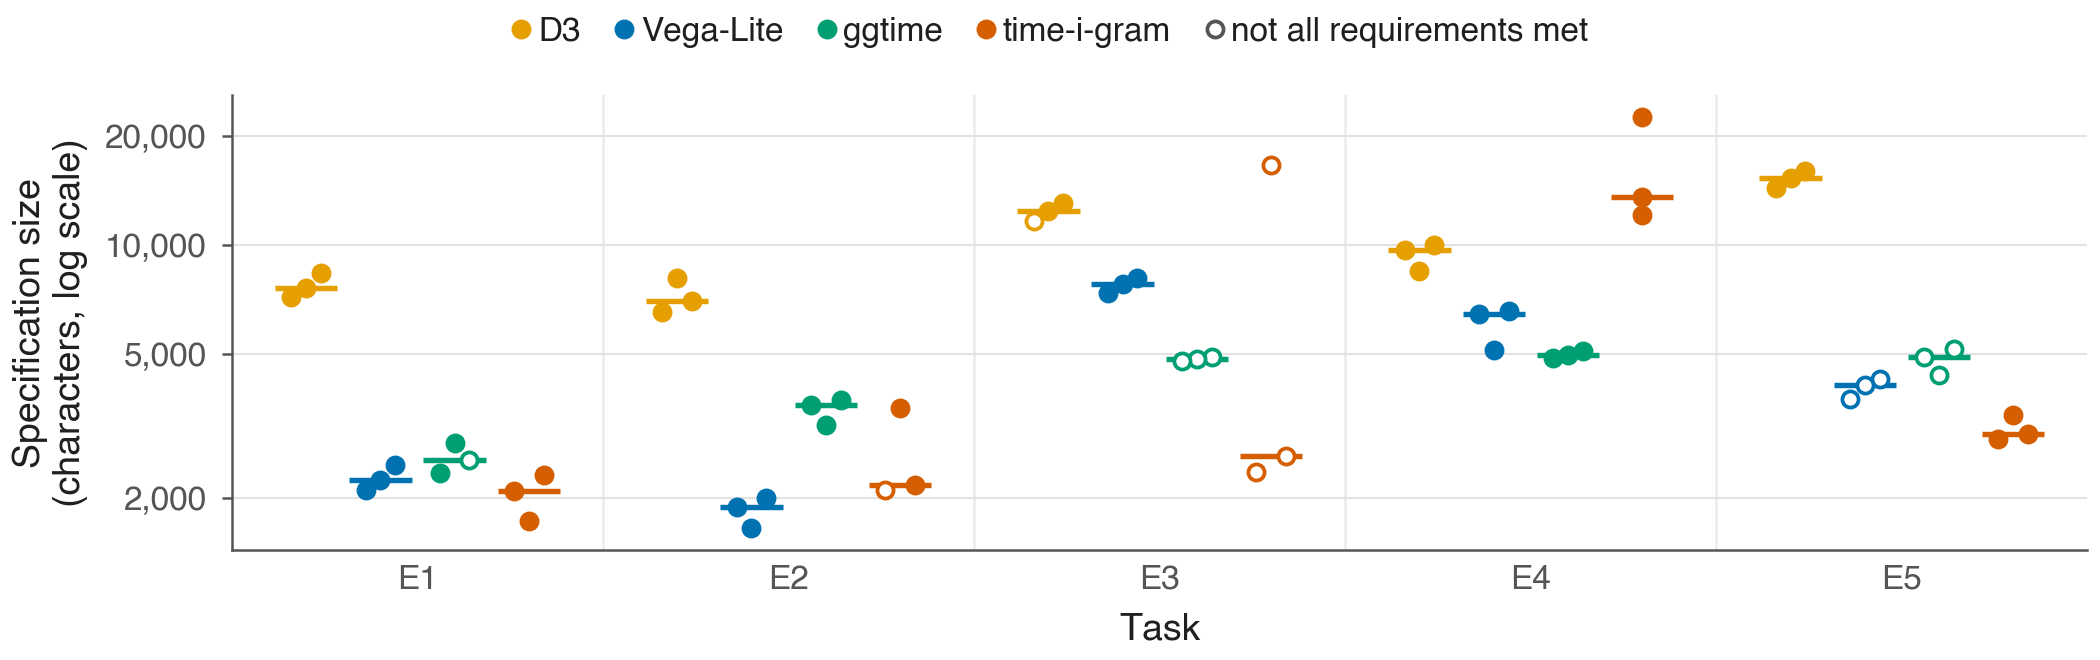 D3 Vega-Lite ggtime time-i-gram not all requirements met
Specification size
(characters, log scale)
20,000
10,000
5,000
2,000
E1 E2 E3 E4 E5
Task